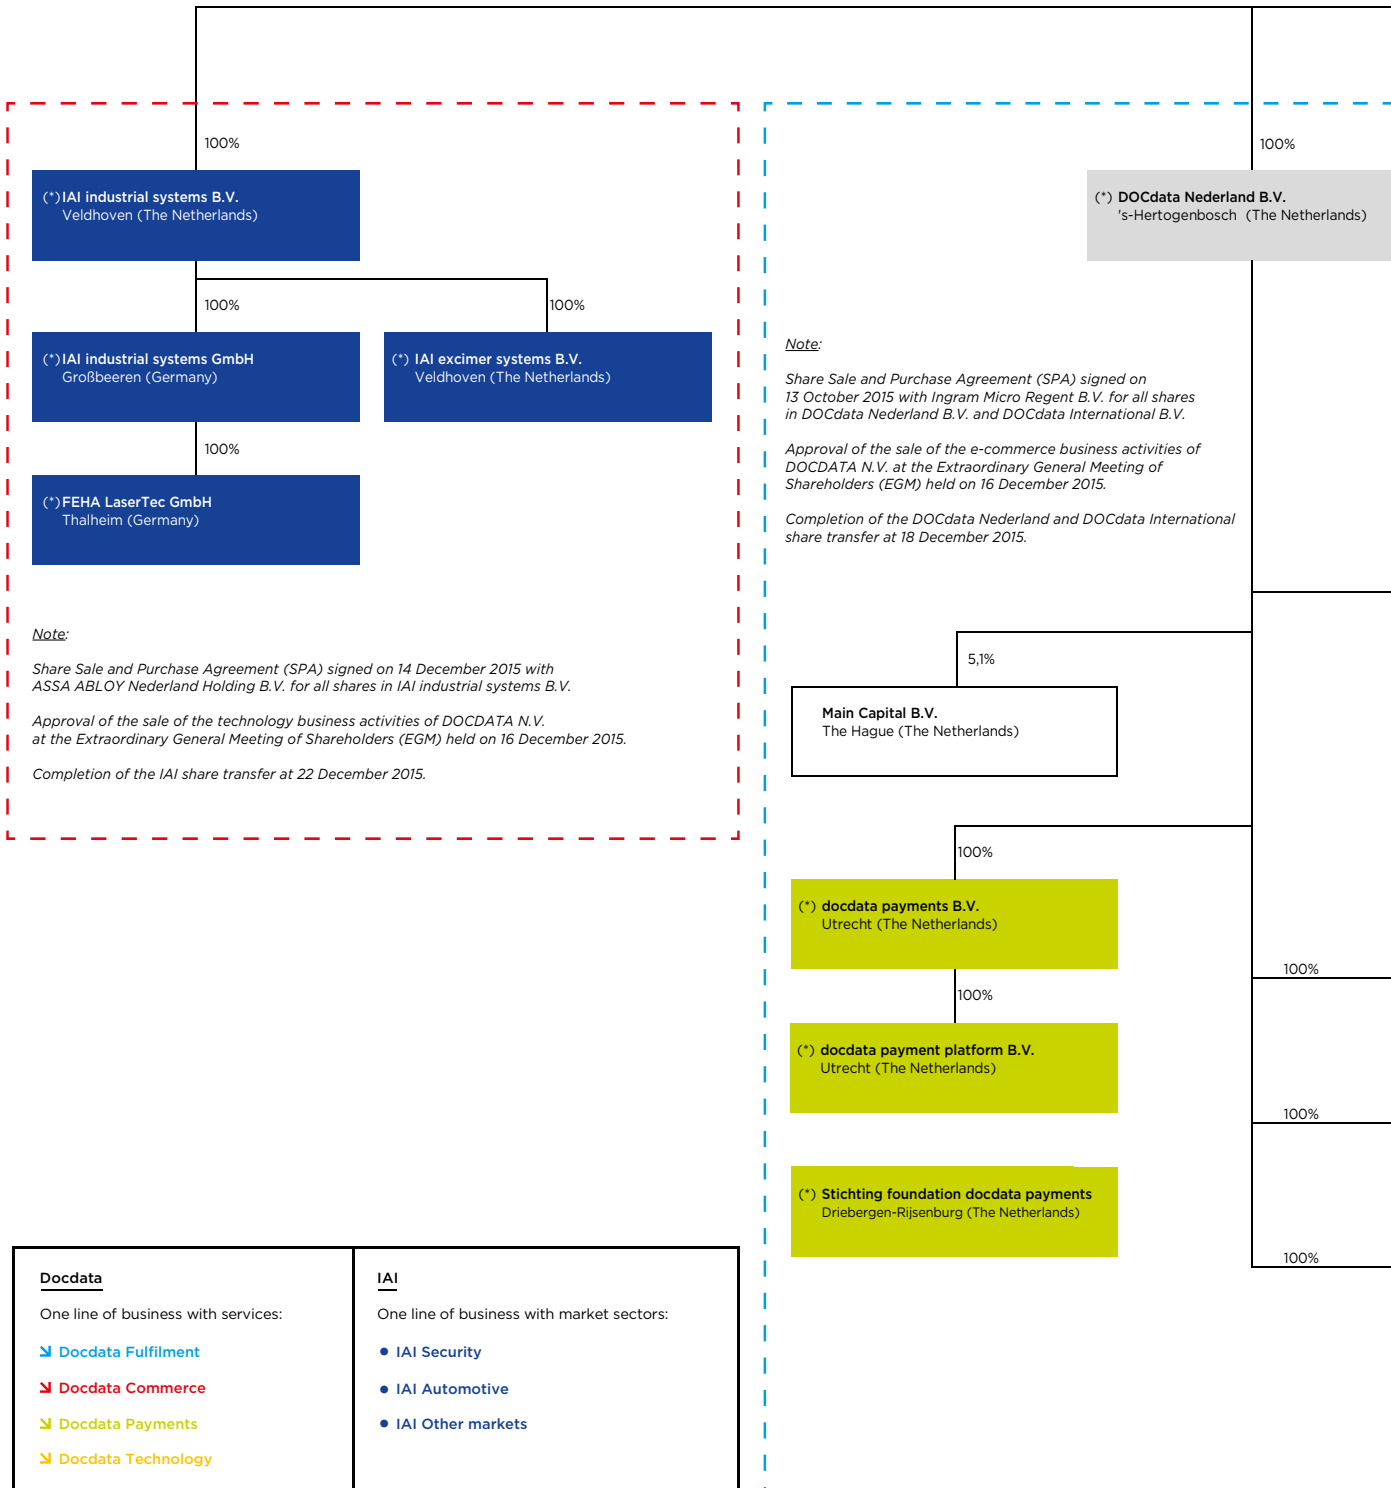 100%
(*) IAI industrial systems B.V.
Veldhoven (The Netherlands)
100%
100%
(*) IAI industrial systems GmbH
Großbeeren (Germany)
(*) IAI excimer systems B.V.
Veldhoven (The Netherlands)
100%
(*) FEHA LaserTec GmbH
Thalheim (Germany)
Note:
Share Sale and Purchase Agreement (SPA) signed on 14 December 2015 with
ASSA ABLOY Nederland Holding B.V. for all shares in IAI industrial systems B.V.
Approval of the sale of the technology business activities of DOCDATA N.V.
at the Extraordinary General Meeting of Shareholders (EGM) held on 16 December 2015.
Completion of the IAI share transfer at 22 December 2015.
100%
(*) DOCdata Nederland B.V.
's-Hertogenbosch (The Netherlands)
Note:
Share Sale and Purchase Agreement (SPA) signed on
13 October 2015 with Ingram Micro Regent B.V. for all shares
in DOCdata Nederland B.V. and DOCdata International B.V.
Approval of the sale of the e-commerce business activities of
DOCDATA N.V. at the Extraordinary General Meeting of
Shareholders (EGM) held on 16 December 2015.
Completion of the DOCdata Nederland and DOCdata International
share transfer at 18 December 2015.
5,1%
Main Capital B.V.
The Hague (The Netherlands)
100%
(*) docdata payments B.V.
Utrecht (The Netherlands)
100%
100%
(*) docdata payment platform B.V.
Utrecht (The Netherlands)
100%
(*) Stichting foundation docdata payments
Driebergen-Rijsenburg (The Netherlands)
100%
Docdata
One line of business with services:
Docdata Fulfilment
Docdata Commerce
Docdata Payments
Docdata Technology
IAI
One line of business with market sectors:
• IAI Security
• IAI Automotive
• IAI Other markets